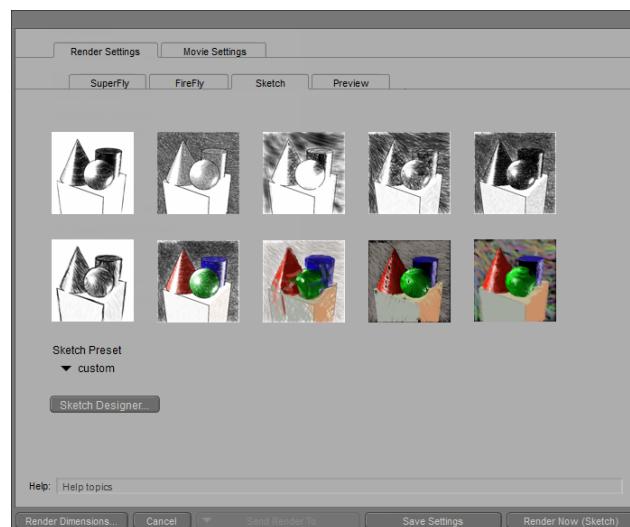 Render Settings Movie Settings
SuperFly FireFly Sketch Preview
Sketch Preset
custom
Sketch Designer...
Help: Help topics
Render Dimensions... Cancel Send Render To Save Settings Render Now (Sketch)